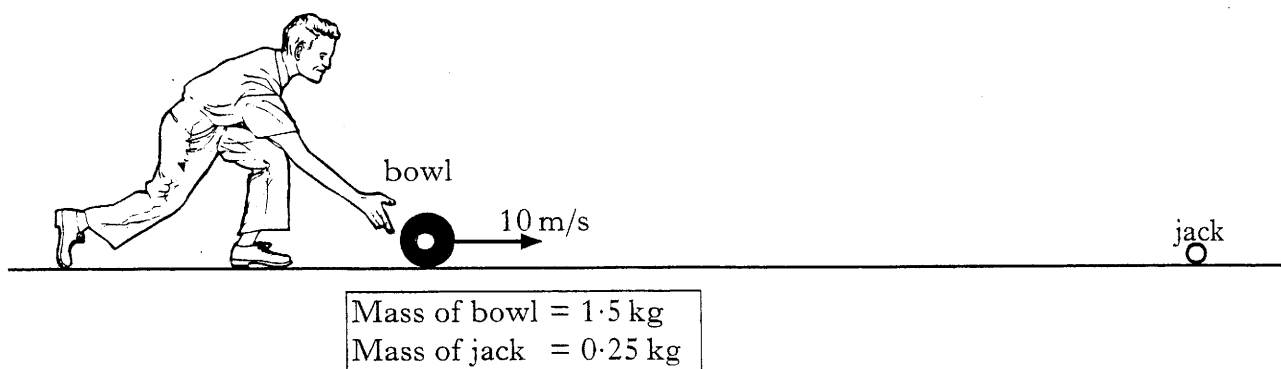 bowl
10 m/s
jack
Mass of bowl = 1·5 kg
Mass of jack = 0·25 kg